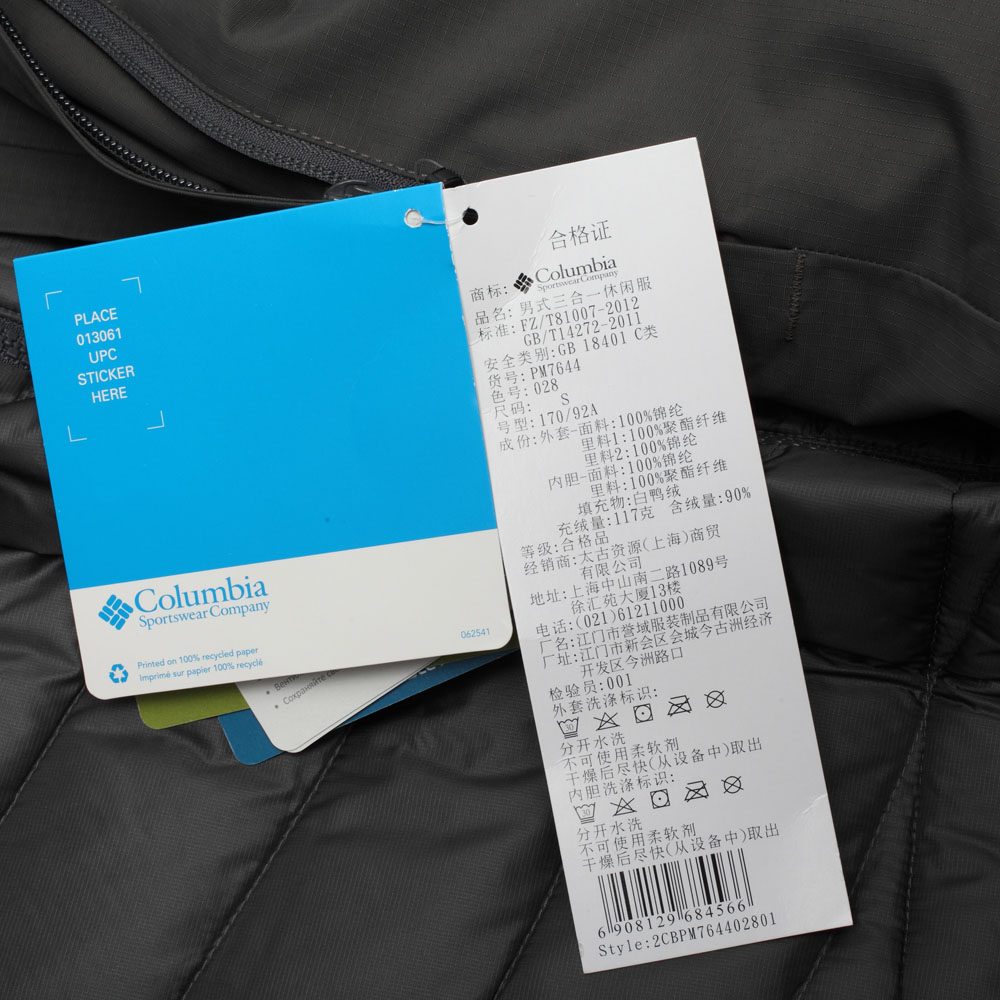 PLACE
013061
UPC
STICKER
HERE
Columbia
Sportswear Company
062541
Printed on 100% recycled paper
Imprimé sur papier 100% recyclé
Сохраняйте
合格证
商标: Columbia
Sportswear Company
品名: 男式三合一休闲服
标准: FZ/T81007-2012
GB/T14272-2011
安全类别:GB 18401 C类
货号: PM7644
色号: 028
尺码: S
号型: 170/92A
成份: 外套-面料:100%锦纶
里料1:100%聚酯纤维
里料2:100%锦纶
内胆-面料:100%锦纶
里料:100%聚酯纤维
填充物:白鸭绒
充绒量:117克 含绒量:90%
等级:合格品
经销商:太古资源(上海)商贸
有限公司
地址:上海中山南二路1089号
徐汇苑大厦13楼
电话:(021)61211000
厂名:江门市誉域服装制品有限公司
厂址:江门市新会区会城今古洲经济
开发区今洲路口
检验员:001
外套洗涤标识:
30
分开水洗
不可使用柔软剂
干燥后尽快(从设备中)取出
内胆洗涤标识:
30
分开水洗
不可使用柔软剂
干燥后尽快(从设备中)取出
6 908129 684566
Style:2CBPM764402801